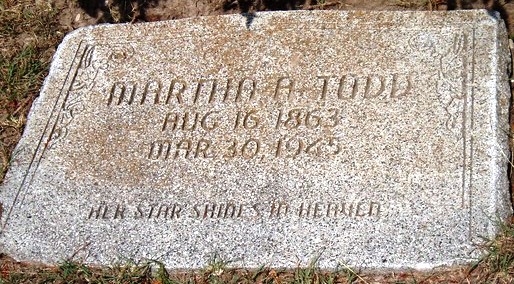 MARTHA A. TODD
AUG 16, 1863
MAR. 30, 1945
HER STAR SHINES IN HEAVEN